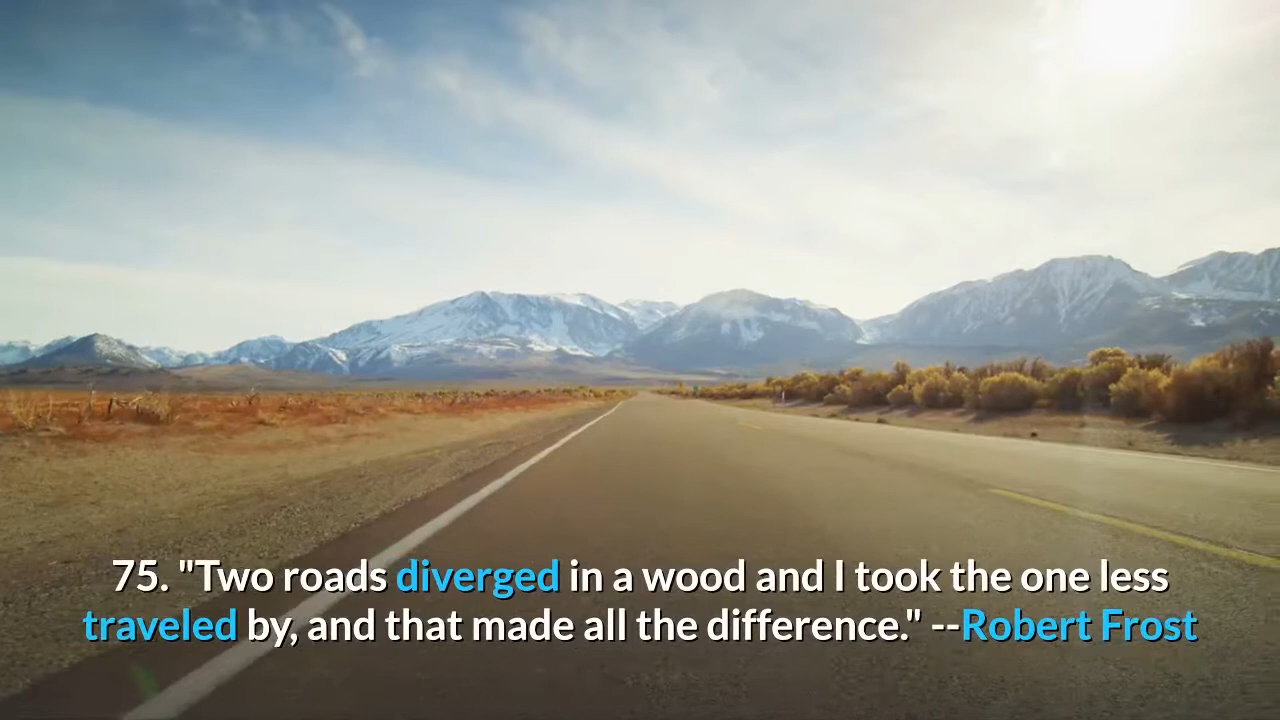 75. "Two roads diverged in a wood and I took the one less
traveled by, and that made all the difference." --Robert Frost